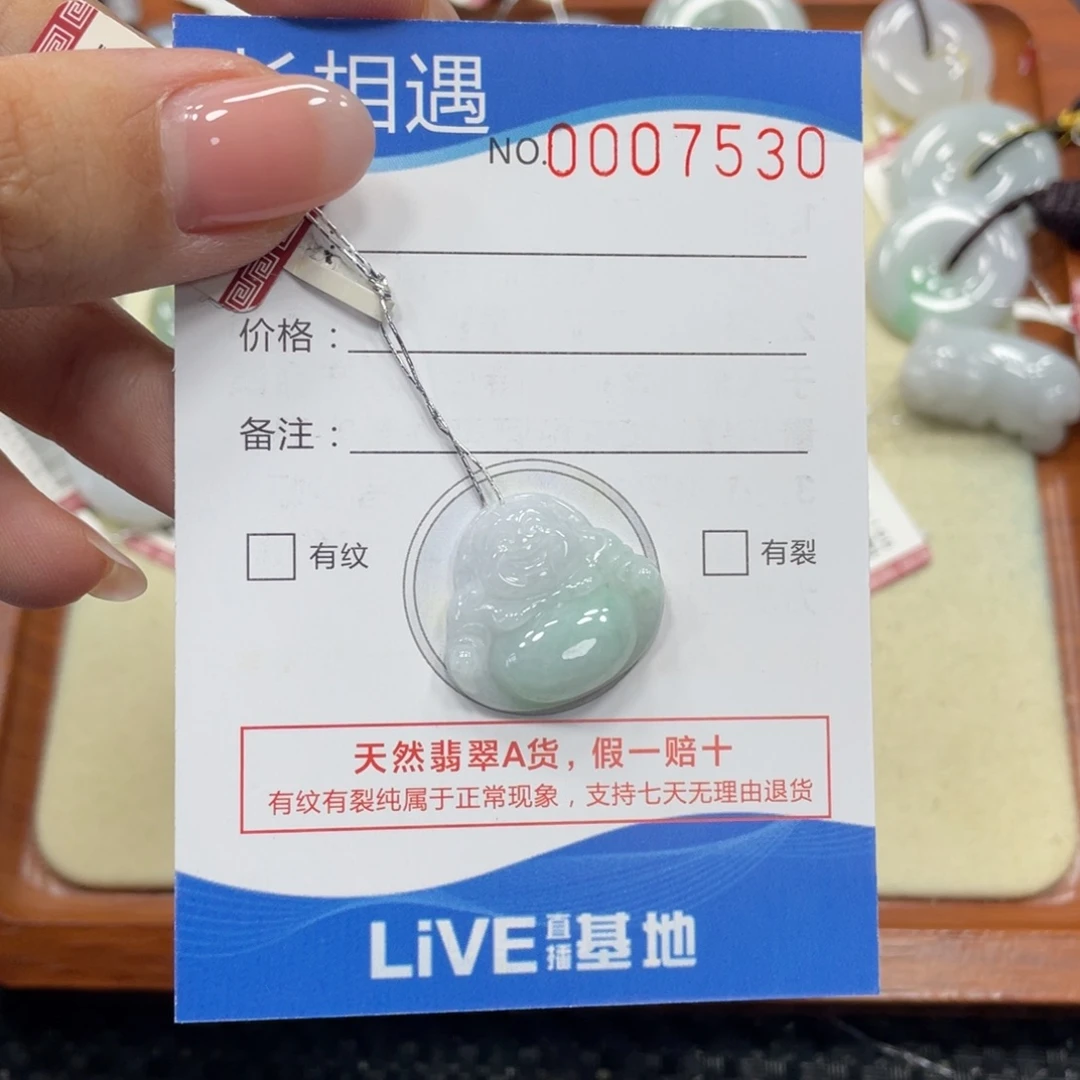 相遇
NO.0007530
价格：
备注：
有纹
有裂
天然翡翠A货，假一赔十
有纹有裂纯属于正常现象，支持七天无理由退货
LiVE直播基地